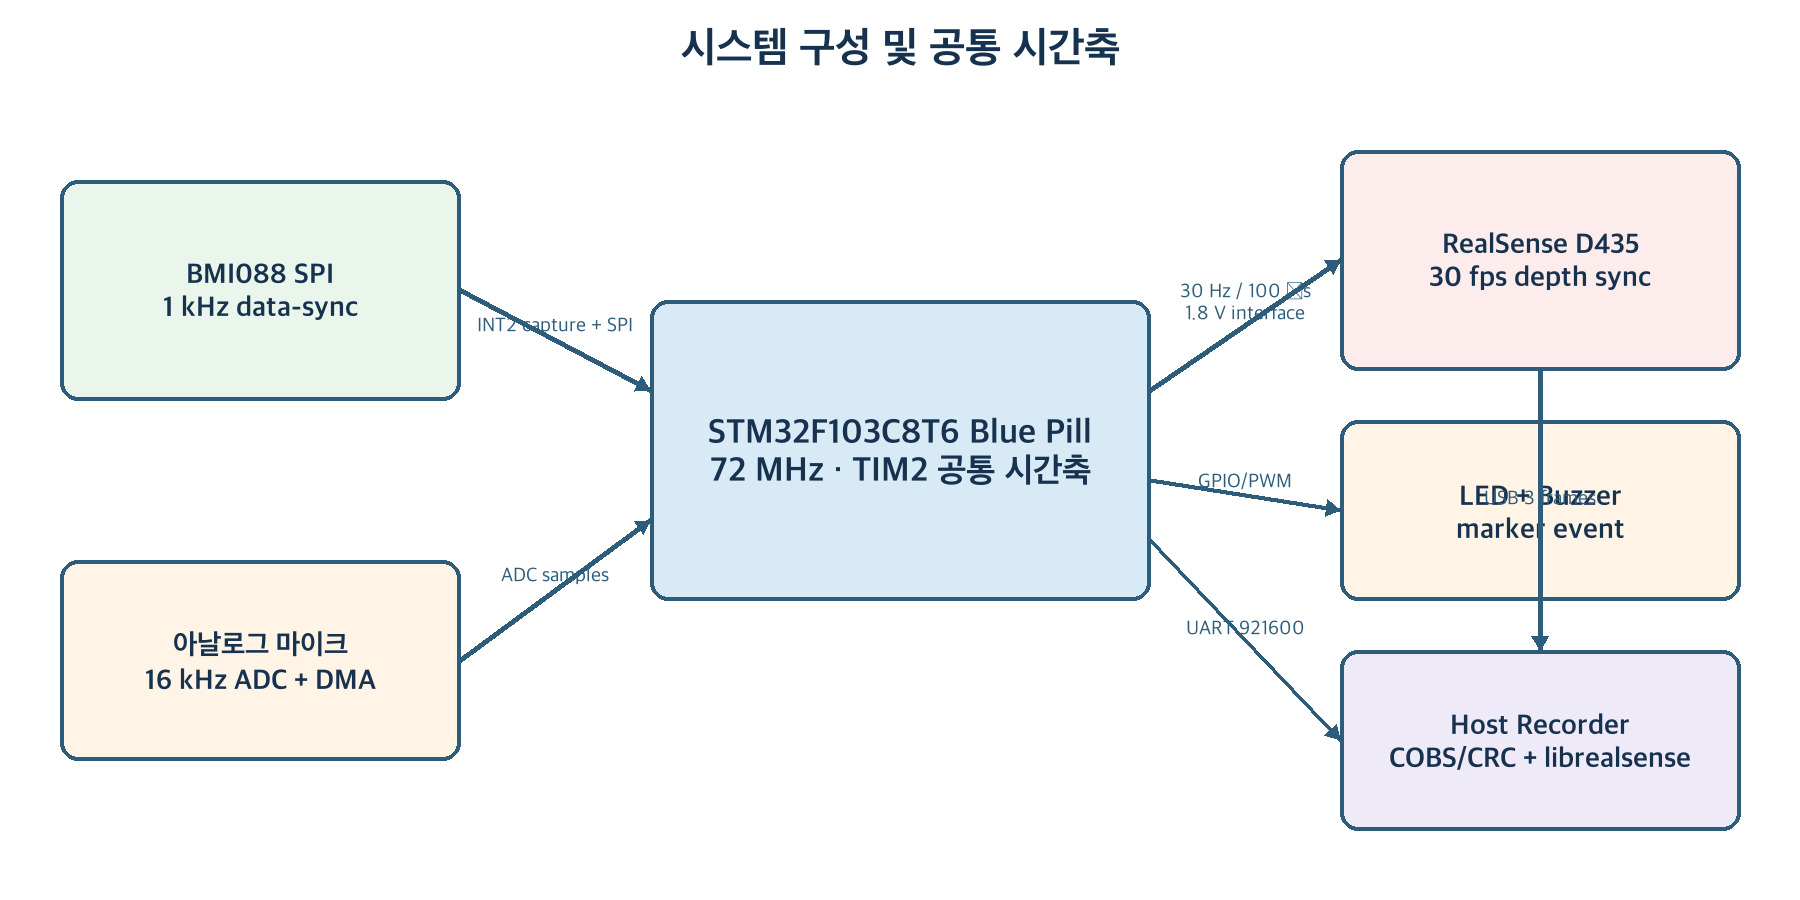 시스템 구성 및 공통 시간축
BMI088 SPI
1 kHz data-sync
INT2 capture + SPI
아날로그 마이크
16 kHz ADC + DMA
ADC samples
STM32F103C8T6 Blue Pill
72 MHz · TIM2 공통 시간축
30 Hz / 100 s
1.8 V interface
RealSense D435
30 fps depth sync
GPIO/PWM
LED + Buzzer
marker event
USB 3 frames
UART 921600
Host Recorder
COBS/CRC + librealsense